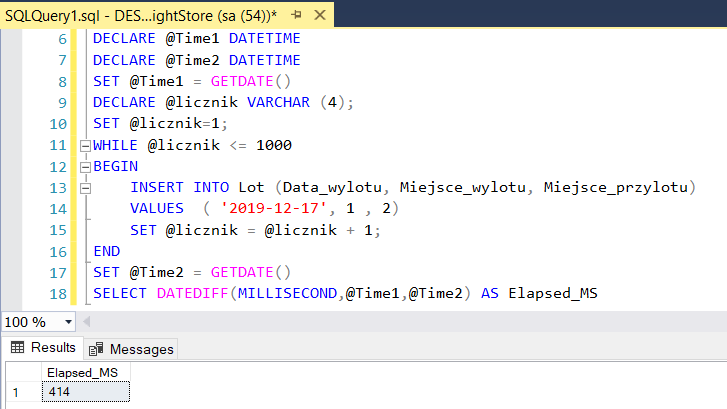 SQLQuery1.sql - DES...ightStore (sa (54))*
6 DECLARE @Time1 DATETIME
7 DECLARE @Time2 DATETIME
8 SET @Time1 = GETDATE()
9 DECLARE @licznik VARCHAR (4);
10 SET @licznik=1;
11 WHILE @licznik <= 1000
12 BEGIN
13 INSERT INTO Lot (Data_wylotu, Miejsce_wylotu, Miejsce_przylotu)
14 VALUES ( '2019-12-17', 1 , 2)
15 SET @licznik = @licznik + 1;
16 END
17 SET @Time2 = GETDATE()
18 SELECT DATEDIFF(MILLISECOND,@Time1,@Time2) AS Elapsed_MS
100 %
Results Messages
Elapsed_MS
1 414